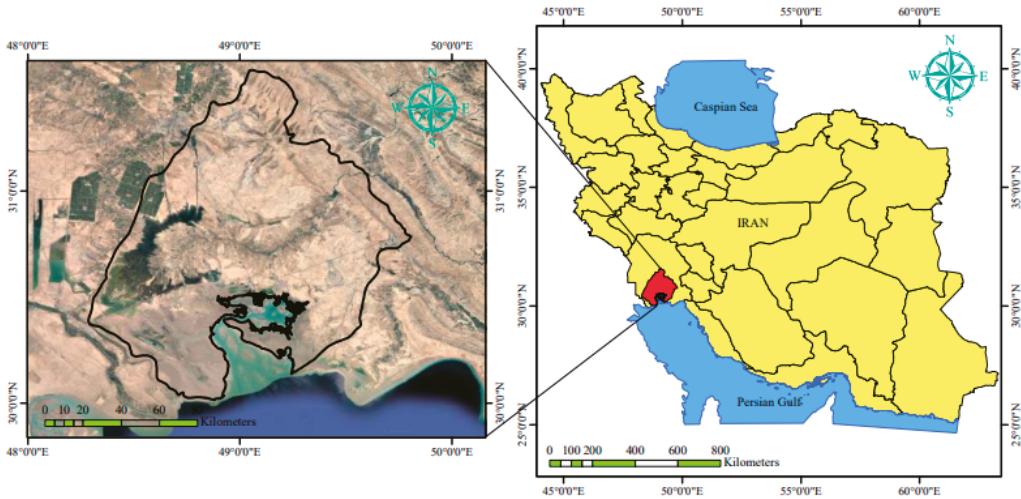 48°0'0"E 49°0'0"E 50°0'0"E
N
W E
S
31°0'0"N 31°0'0"N
30°0'0"N 30°0'0"N
0 10 20 40 60
Kilometers
48°0'0"E 49°0'0"E 50°0'0"E
45°0'0"E 50°0'0"E 55°0'0"E 60°0'0"E
40°0'0"N 40°0'0"N
N
W E
S
Caspian Sea
35°0'0"N 35°0'0"N
IRAN
30°0'0"N 30°0'0"N
Persian Gulf
25°0'0"N 25°0'0"N
0 100 200 400 600 800
Kilometers
45°0'0"E 50°0'0"E 55°0'0"E 60°0'0"E